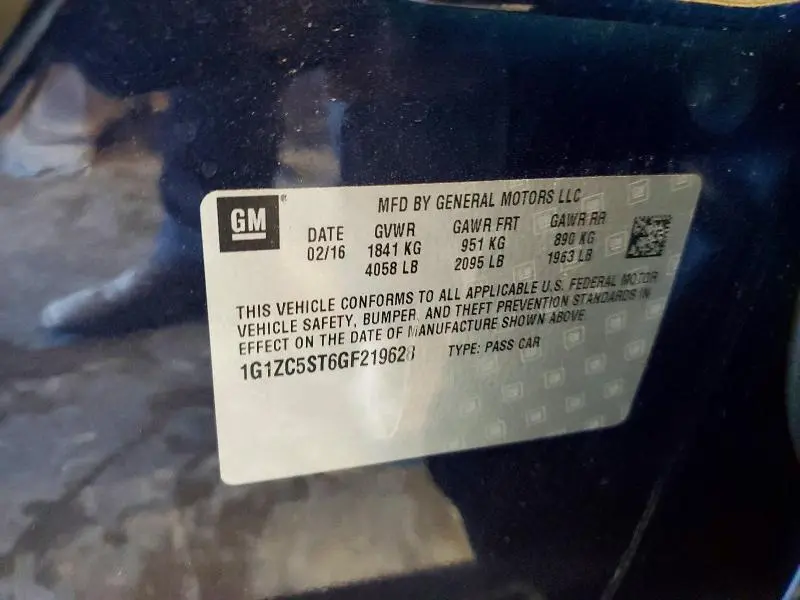 GM®
MFD BY GENERAL MOTORS LLC
DATE GVWR GAWR FRT GAWR RR
02/16 1841 KG 951 KG 890 KG
4058 LB 2095 LB 1963 LB
THIS VEHICLE CONFORMS TO ALL APPLICABLE U.S. FEDERAL MOTOR
VEHICLE SAFETY, BUMPER, AND THEFT PREVENTION STANDARDS IN
EFFECT ON THE DATE OF MANUFACTURE SHOWN ABOVE
1G1ZC5ST6GF219628 TYPE: PASS CAR